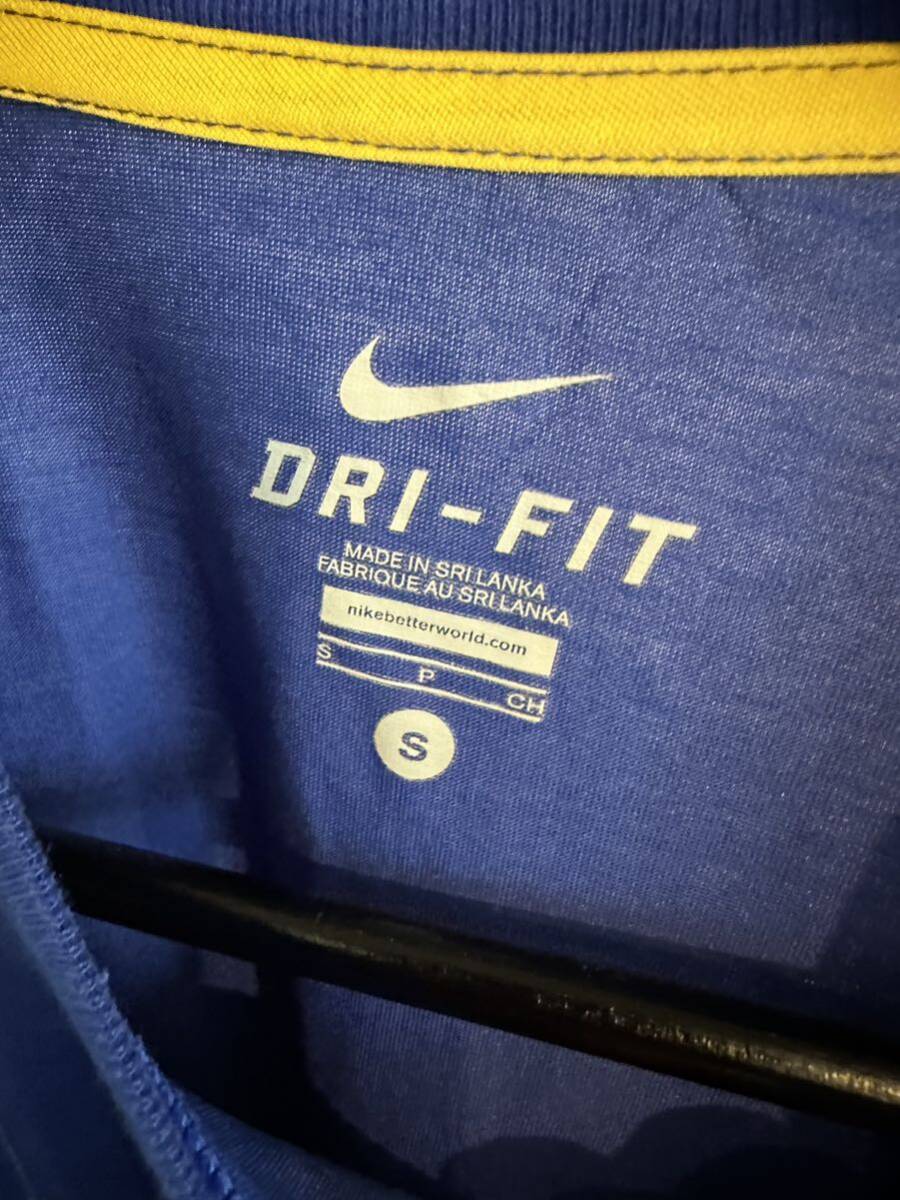 DRI-FIT
MADE IN SRI LANKA
FABRIQUE AU SRI LANKA
nikebetterworld.com
S P CH
S